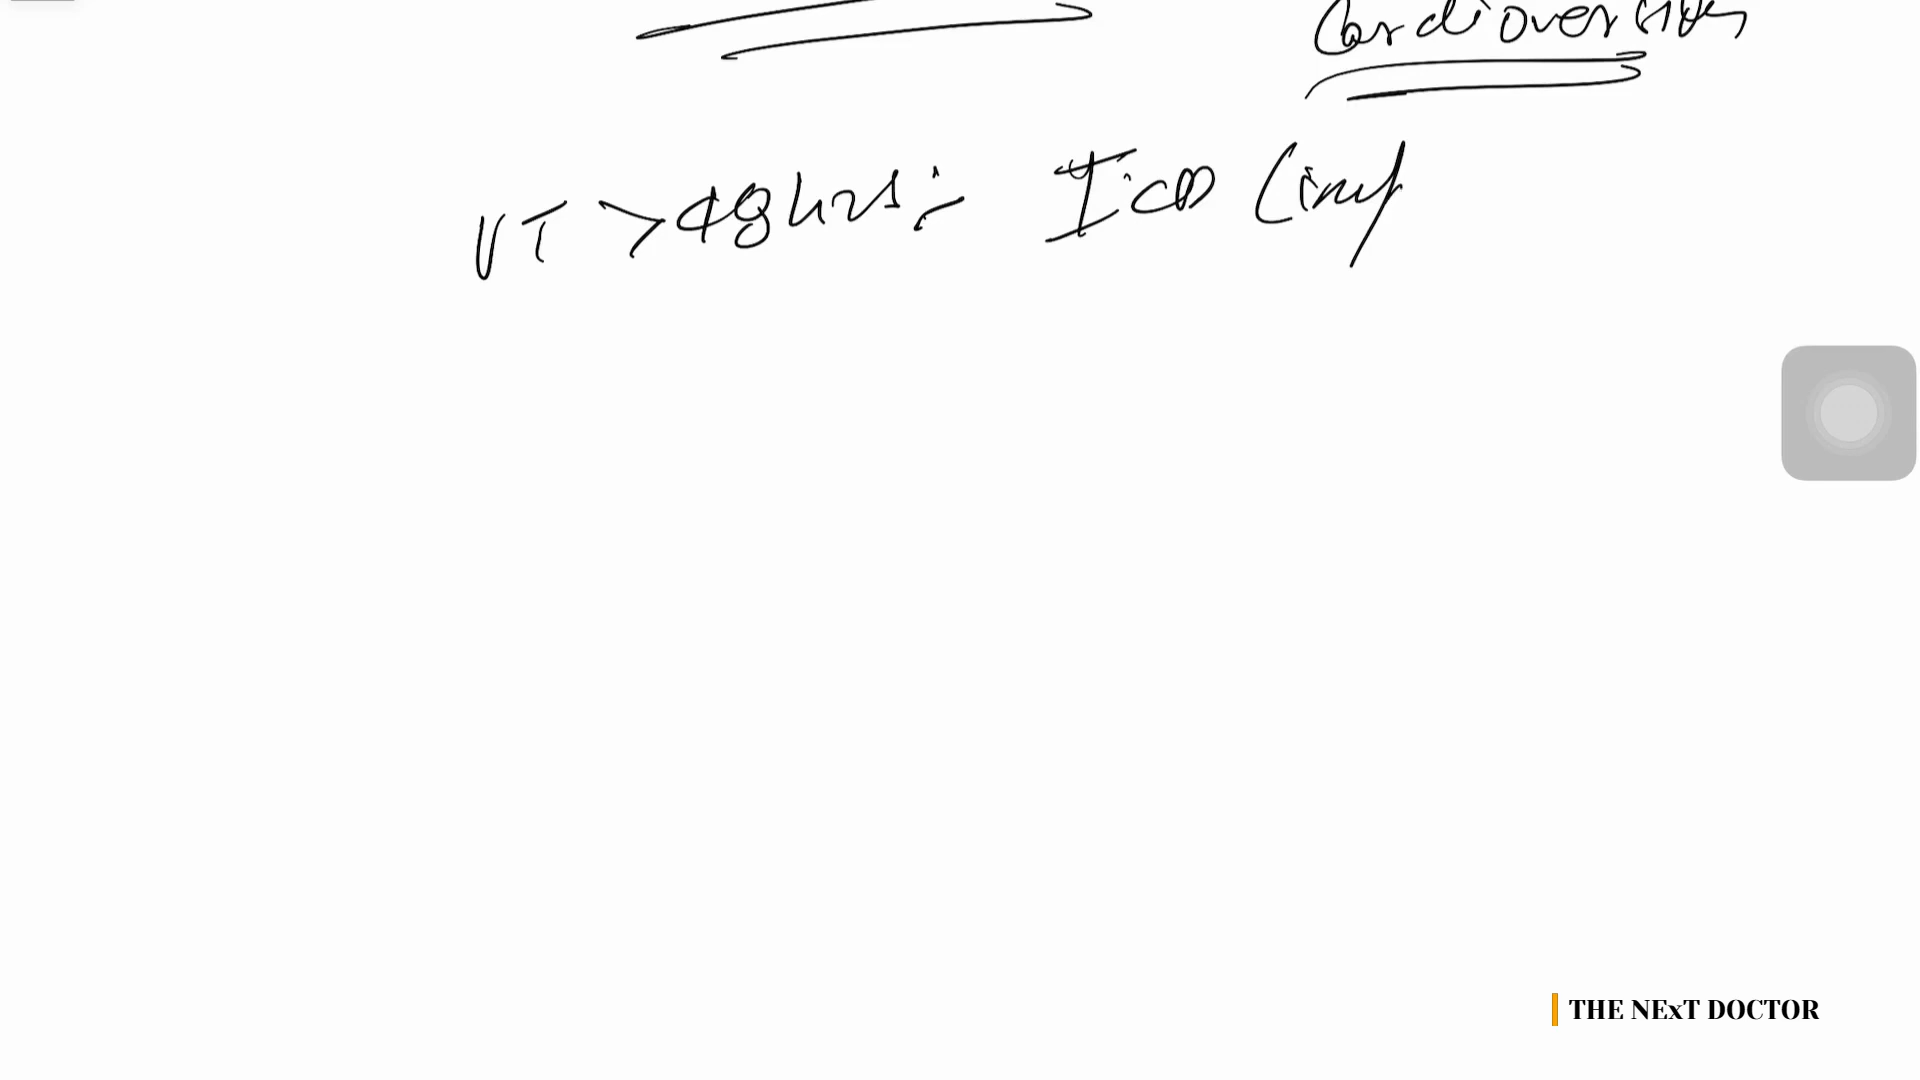 Cardioversion
VT > 48hrs:- ICD (imp
THE NExT DOCTOR